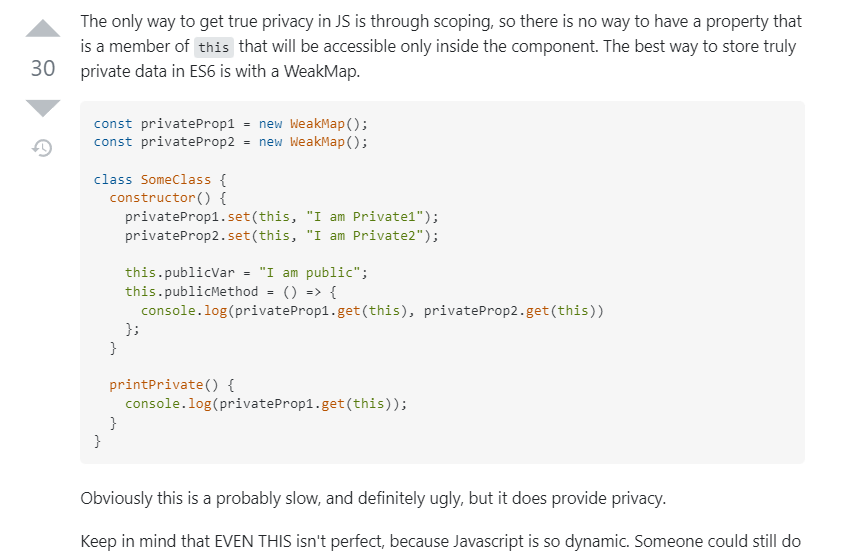 The only way to get true privacy in JS is through scoping, so there is no way to have a property that
is a member of this that will be accessible only inside the component. The best way to store truly
30
private data in ES6 is with a WeakMap.
const privateProp1 = new WeakMap();
const privateProp2 = new WeakMap();
class SomeClass {
constructor() {
privateProp1.set(this, "I am Private1");
privateProp2.set(this, "I am Private2");
this.publicVar = "I am public";
this.publicMethod = () => {
console.log(privateProp1.get(this), privateProp2.get(this))
};
}
printPrivate() {
console.log(privateProp1.get(this));
}
}
Obviously this is a probably slow, and definitely ugly, but it does provide privacy.
Keep in mind that EVEN THIS isn't perfect, because Javascript is so dynamic. Someone could still do